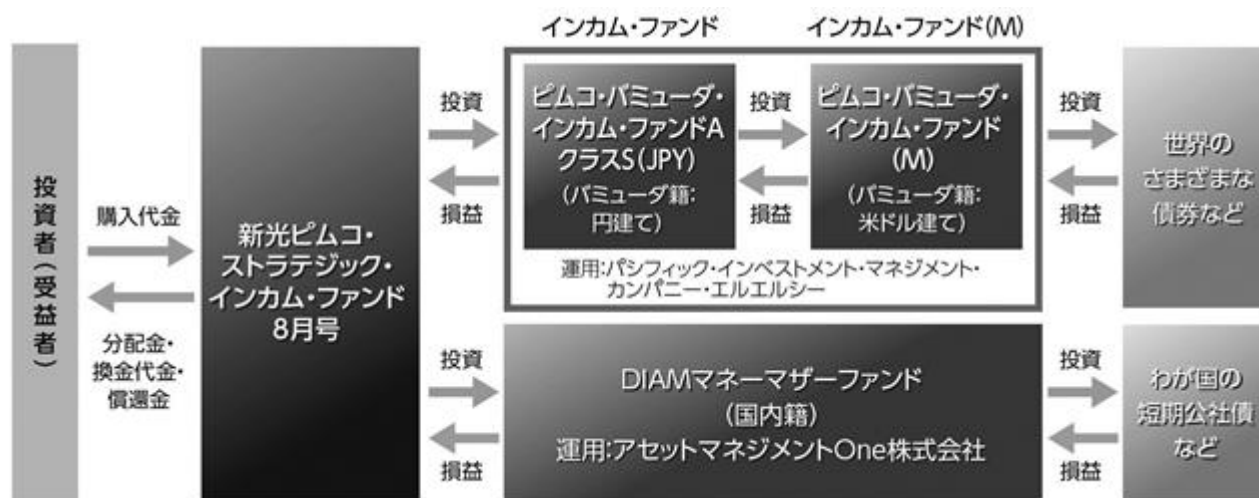 インカム・ファンド
インカム・ファンド(M)
投資者(受益者)
購入代金
分配金・
換金代金・
償還金
新光ピムコ・
ストラテジック・
インカム・ファンド
8月号
投資
損益
ピムコ・バミューダ・
インカム・ファンドA
クラスS(JPY)
(バミューダ籍:
円建て)
投資
損益
ピムコ・バミューダ・
インカム・ファンド
(M)
(バミューダ籍:
米ドル建て)
運用:パシフィック・インベストメント・マネジメント・
カンパニー・エルエルシー
投資
損益
世界の
さまざまな
債券など
投資
損益
DIAMマネーマザーファンド
(国内籍)
運用:アセットマネジメントOne株式会社
投資
損益
わが国の
短期公社債
など